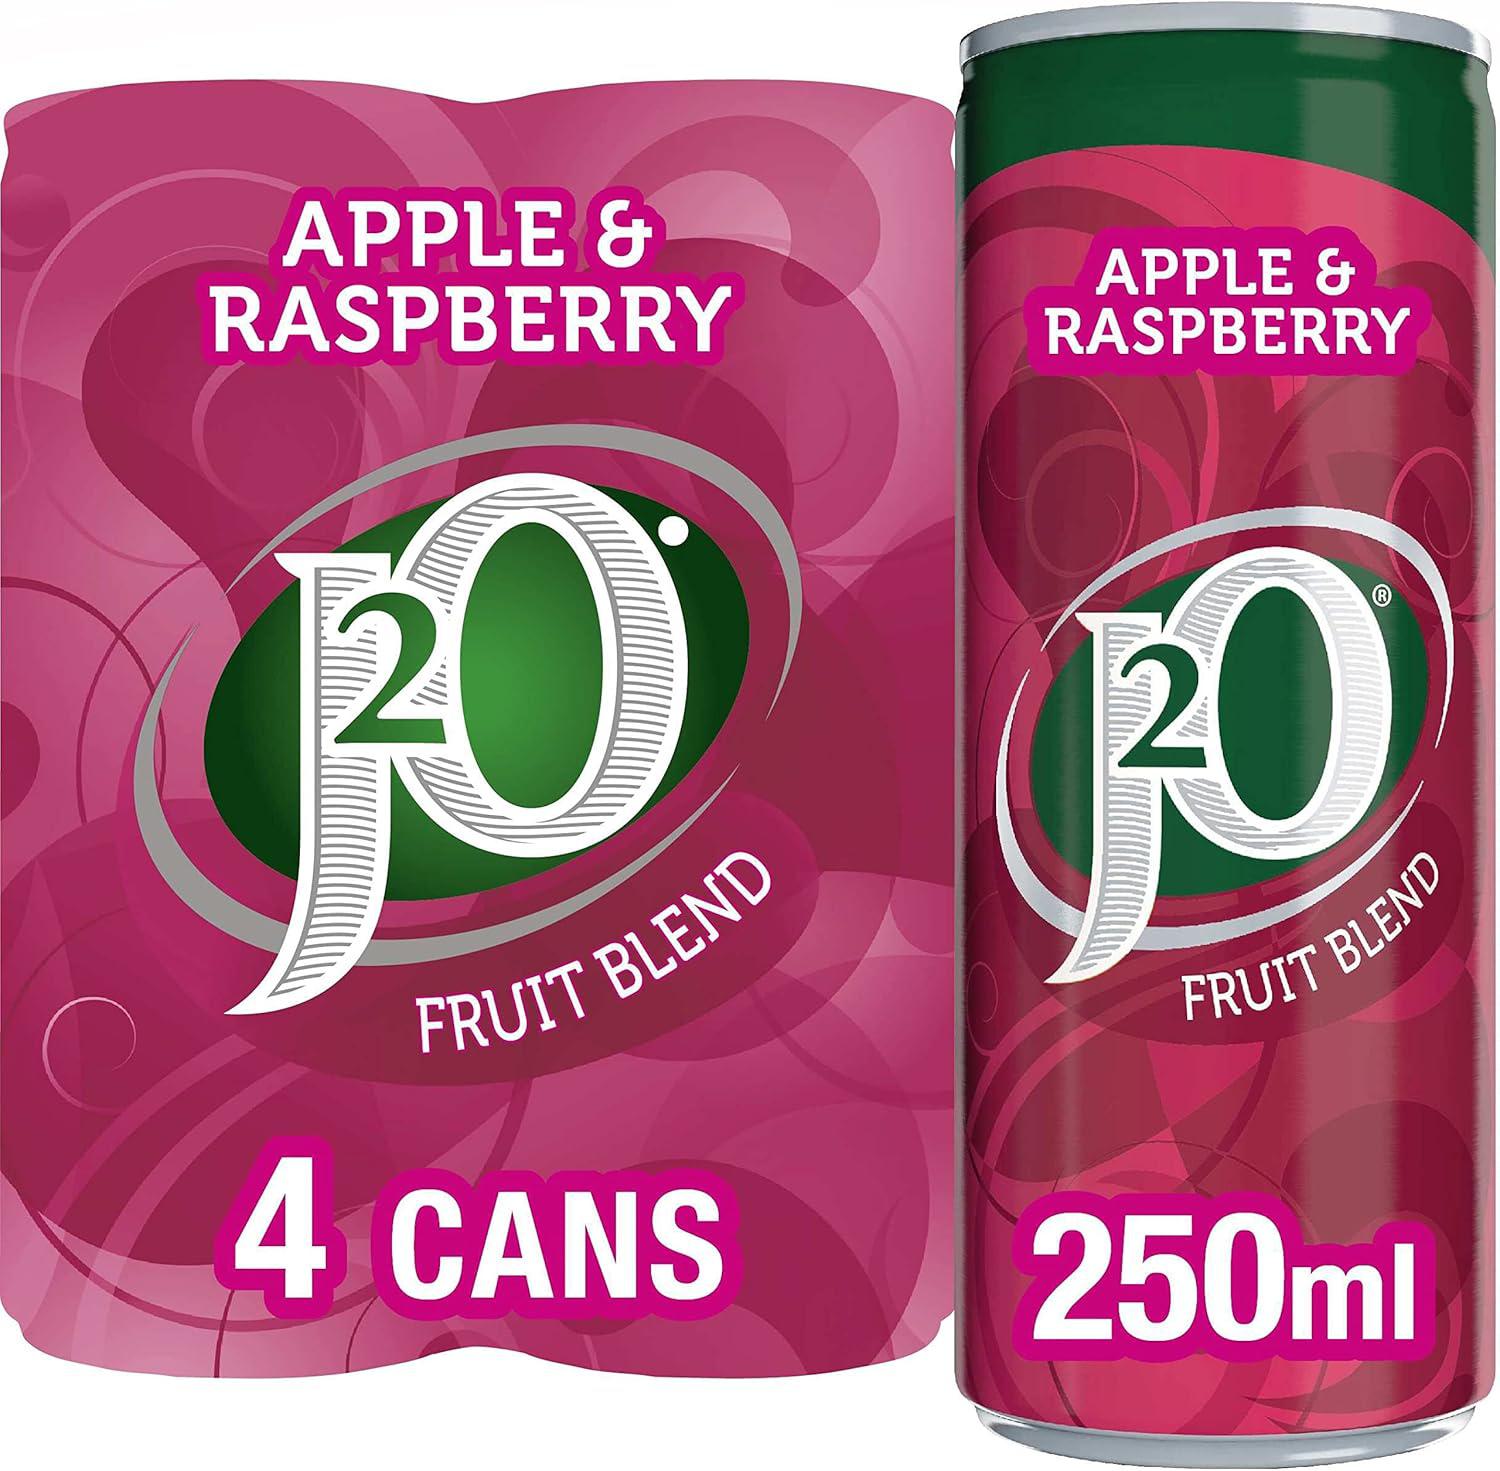 APPLE &
RASPBERRY
J2O
FRUIT BLEND
4 CANS
APPLE &
RASPBERRY
J2O®
FRUIT BLEND
250ml